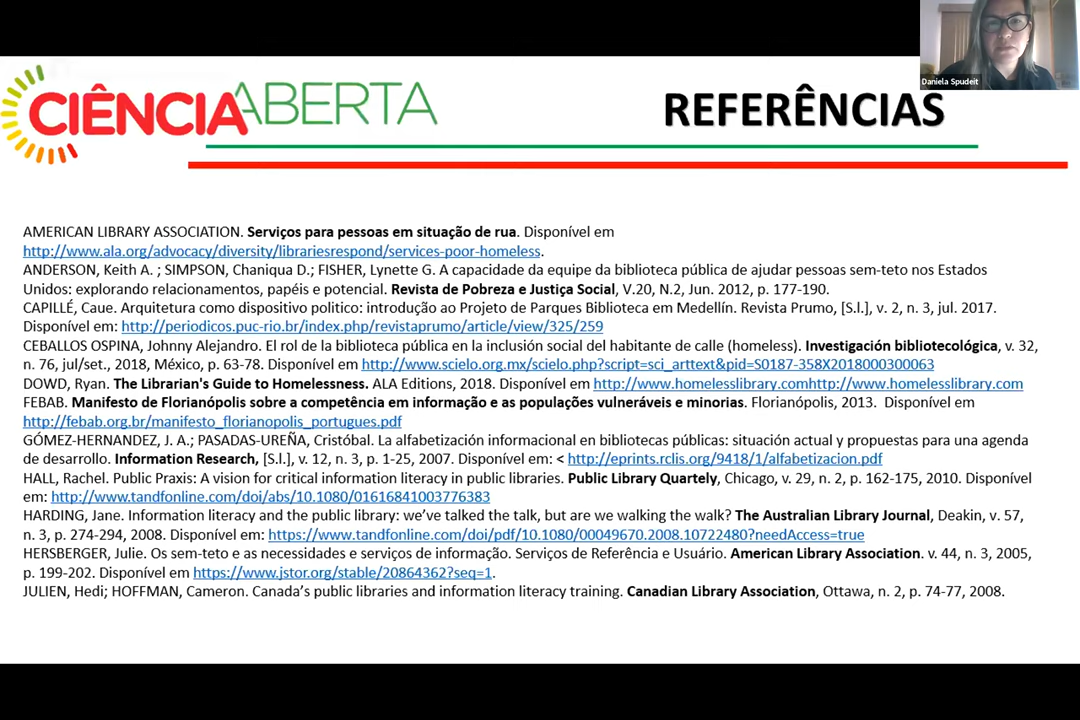 Daniela Spudeit
CIÊNCIA ABERTA
REFERÊNCIAS
AMERICAN LIBRARY ASSOCIATION. Serviços para pessoas em situação de rua. Disponível em
http://www.ala.org/advocacy/diversity/librariesrespond/services-poor-homeless.
ANDERSON, Keith A. ; SIMPSON, Chaniqua D.; FISHER, Lynette G. A capacidade da equipe da biblioteca pública de ajudar pessoas sem-teto nos Estados
Unidos: explorando relacionamentos, papéis e potencial. Revista de Pobreza e Justiça Social, V.20, N.2, Jun. 2012, p. 177-190.
CAPILLÉ, Caue. Arquitetura como dispositivo politico: introdução ao Projeto de Parques Biblioteca em Medellín. Revista Prumo, [S.l.], v. 2, n. 3, jul. 2017.
Disponível em: http://periodicos.puc-rio.br/index.php/revistaprumo/article/view/325/259
CEBALLOS OSPINA, Johnny Alejandro. El rol de la biblioteca pública en la inclusión social del habitante de calle (homeless). Investigación bibliotecológica, v. 32,
n. 76, jul/set., 2018, México, p. 63-78. Disponível em http://www.scielo.org.mx/scielo.php?script=sci_arttext&pid=S0187-358X2018000300063
DOWD, Ryan. The Librarian's Guide to Homelessness. ALA Editions, 2018. Disponível em http://www.homelesslibrary.comhttp://www.homelesslibrary.com
FEBAB. Manifesto de Florianópolis sobre a competência em informação e as populações vulneráveis e minorias. Florianópolis, 2013. Disponível em
http://febab.org.br/manifesto_florianopolis_portugues.pdf
GÓMEZ-HERNANDEZ, J. A.; PASADAS-UREÑA, Cristóbal. La alfabetización informacional en bibliotecas públicas: situación actual y propuestas para una agenda
de desarrollo. Information Research, [S.l.], v. 12, n. 3, p. 1-25, 2007. Disponível em: < http://eprints.rclis.org/9418/1/alfabetizacion.pdf
HALL, Rachel. Public Praxis: A vision for critical information literacy in public libraries. Public Library Quartely, Chicago, v. 29, n. 2, p. 162-175, 2010. Disponível
em: http://www.tandfonline.com/doi/abs/10.1080/01616841003776383
HARDING, Jane. Information literacy and the public library: we've talked the talk, but are we walking the walk? The Australian Library Journal, Deakin, v. 57,
n. 3, p. 274-294, 2008. Disponível em: https://www.tandfonline.com/doi/pdf/10.1080/00049670.2008.10722480?needAccess=true
HERSBERGER, Julie. Os sem-teto e as necessidades e serviços de informação. Serviços de Referência e Usuário. American Library Association. v. 44, n. 3, 2005,
p. 199-202. Disponível em https://www.jstor.org/stable/20864362?seq=1.
JULIEN, Hedi; HOFFMAN, Cameron. Canada's public libraries and information literacy training. Canadian Library Association, Ottawa, n. 2, p. 74-77, 2008.